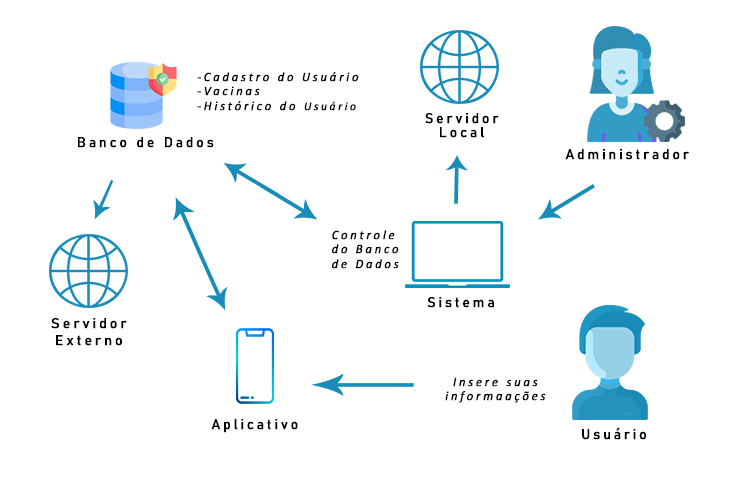 -Cadastro do Usuário
-Vacinas
-Histórico do Usuário
Banco de Dados
Servidor
Local
Administrador
Controle
do Banco
de Dados
Sistema
Servidor
Externo
Aplicativo
Insere suas
informaações
Usuário